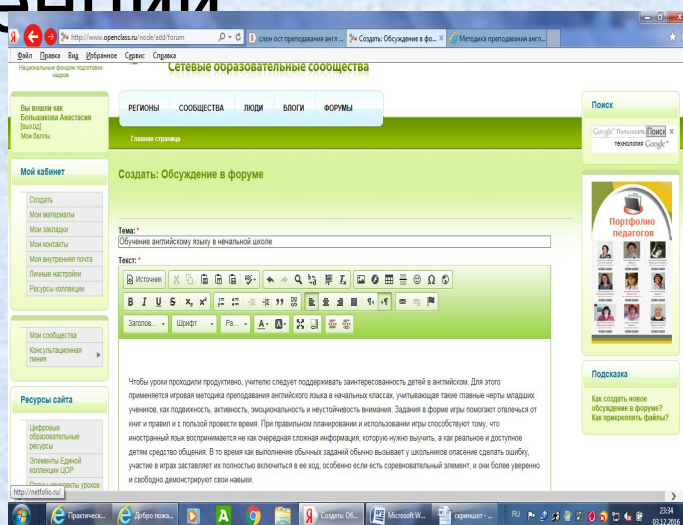 http://www.openclass.ru/node/add/forum
слон ост преподавания англ ...
Создать: Обсуждение в фо...
Методика преподавания англ...
Файл Правка Вид Избранное Сервис Справка
Национальным фондом подготовки
кадров
Сетевые образовательные сообщества
Вы вошли как
Большакова Анастасия
[выход]
Мои баллы:
РЕГИОНЫ СООБЩЕСТВА ЛЮДИ БЛОГИ ФОРУМЫ
Главная страница
Поиск
Поиск
технология Google™
Мой кабинет
Создать
Мои материалы
Мои закладки
Мои контакты
Моя внутренняя почта
Личные настройки
Ресурсы коллекции
Мои сообщества
Консультационная
линия
Ресурсы сайта
Цифровые
образовательные
ресурсы
Элементы Единой
коллекции ЦОР
http://netfolio.ru/
Создать: Обсуждение в форуме
Тема: *
Обучение английскому языку в начальной школе
Текст: *
Источник
Заголов... Шрифт Ра...
Чтобы уроки проходили продуктивно, учителю следует поддерживать заинтересованность детей в английском. Для этого
применяется игровая методика преподавания английского языка в начальных классах, учитывающая такие главные черты младших
учеников, как подвижность, активность, эмоциональность и неустойчивость внимания. Задания в форме игры помогают отвлечься от
книг и правил и с пользой провести время. При правильном планировании и использовании игры способствуют тому, что
иностранный язык воспринимается не как очередная сложная информация, которую нужно выучить, а как реальное и доступное
детям средство общения. В то время как выполнение обычных заданий обычно вызывает у школьников опасение сделать ошибку,
участие в играх заставляет их полностью включиться в ее ход, особенно если есть соревновательный элемент, и они более уверенно
и свободно демонстрируют свои навыки.
Портфолио
педагогов
Подсказка
Как создать новое
обсуждение в форуме?
Как прикреплять файлы?
Практическ...
Добро пожа...
Создать: Об...
Microsoft W...
скриншот - ...
RU
23:34
03.12.2016